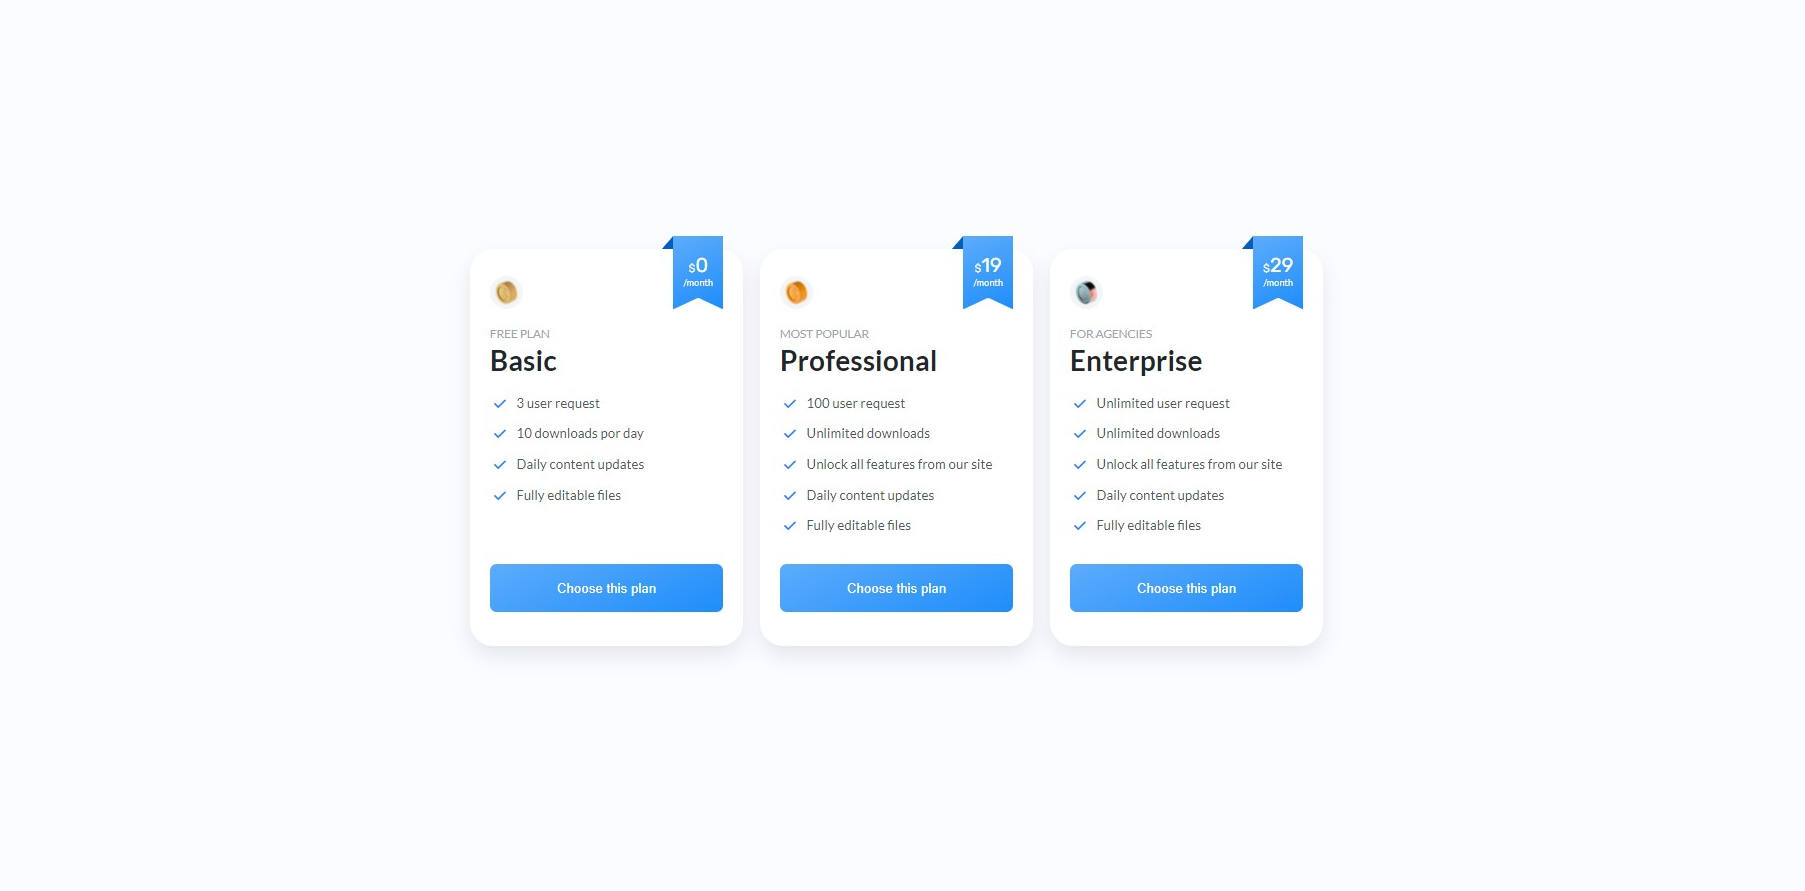 $0
/month
FREE PLAN
Basic
3 user request
10 downloads por day
Daily content updates
Fully editable files
Choose this plan
$19
/month
MOST POPULAR
Professional
100 user request
Unlimited downloads
Unlock all features from our site
Daily content updates
Fully editable files
Choose this plan
$29
/month
FOR AGENCIES
Enterprise
Unlimited user request
Unlimited downloads
Unlock all features from our site
Daily content updates
Fully editable files
Choose this plan